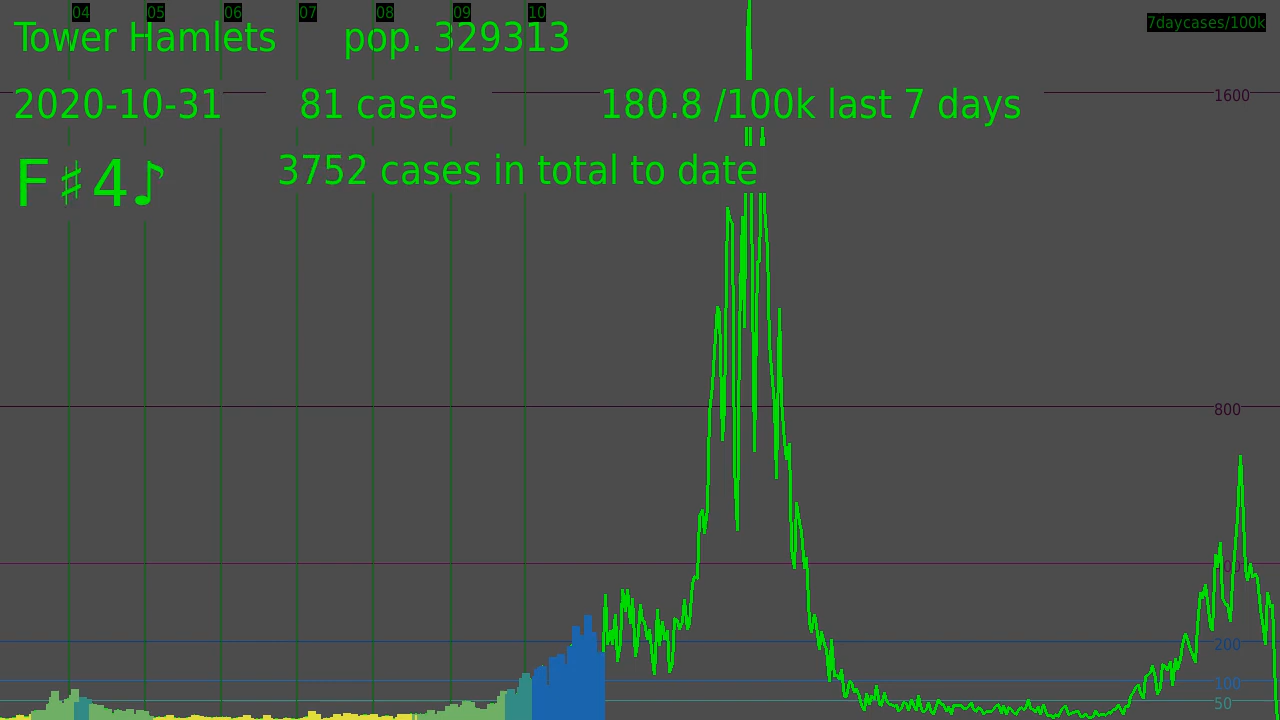 04 05 06 07 08 09 10
7daycases/100k
Tower Hamlets pop. 329313
2020-10-31 81 cases 180.8 /100k last 7 days
1600
F♯4♪ 3752 cases in total to date
800
200
100
50